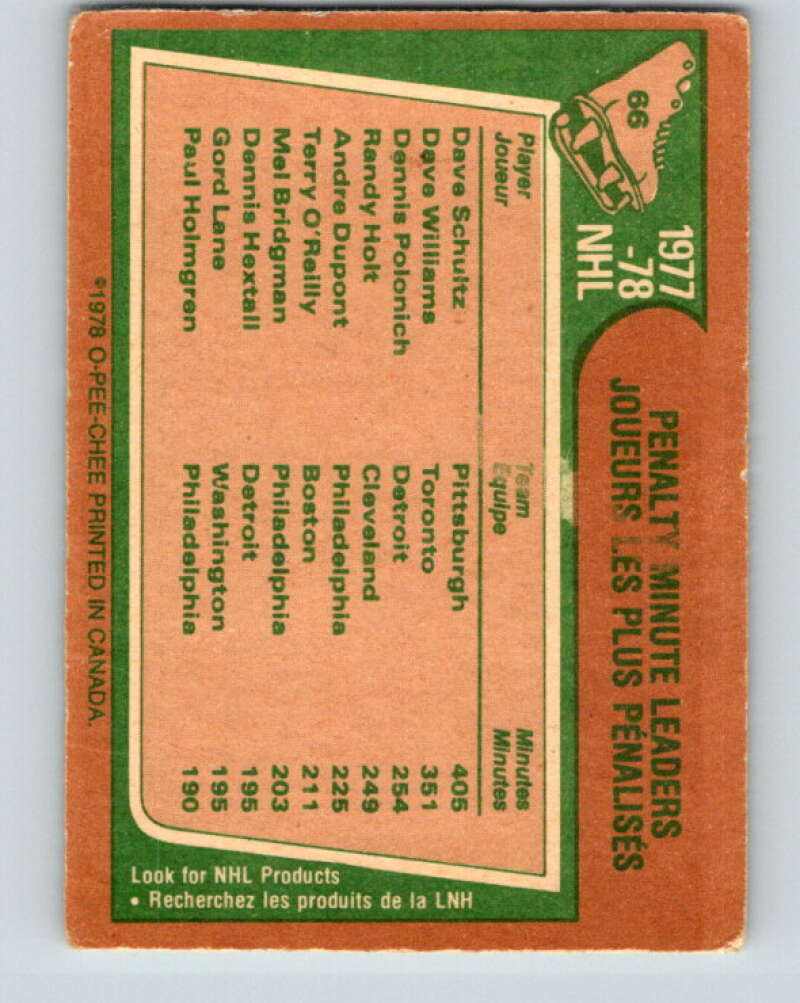 66
1977
-78
NHL
PENALTY MINUTE LEADERS
JOUEURS LES PLUS PÉNALISÉS
Player Team Minutes
Joueur Équipe Minutes
Dave Schultz Pittsburgh 405
Dave Williams Toronto 351
Dennis Polonich Detroit 254
Randy Holt Cleveland 249
Andre Dupont Philadelphia 225
Terry O'Reilly Boston 211
Mel Bridgman Philadelphia 203
Dennis Hextall Detroit 195
Gord Lane Washington 195
Paul Holmgren Philadelphia 190
©1978 O-PEE-CHEE PRINTED IN CANADA.
Look for NHL Products
• Recherchez les produits de la LNH